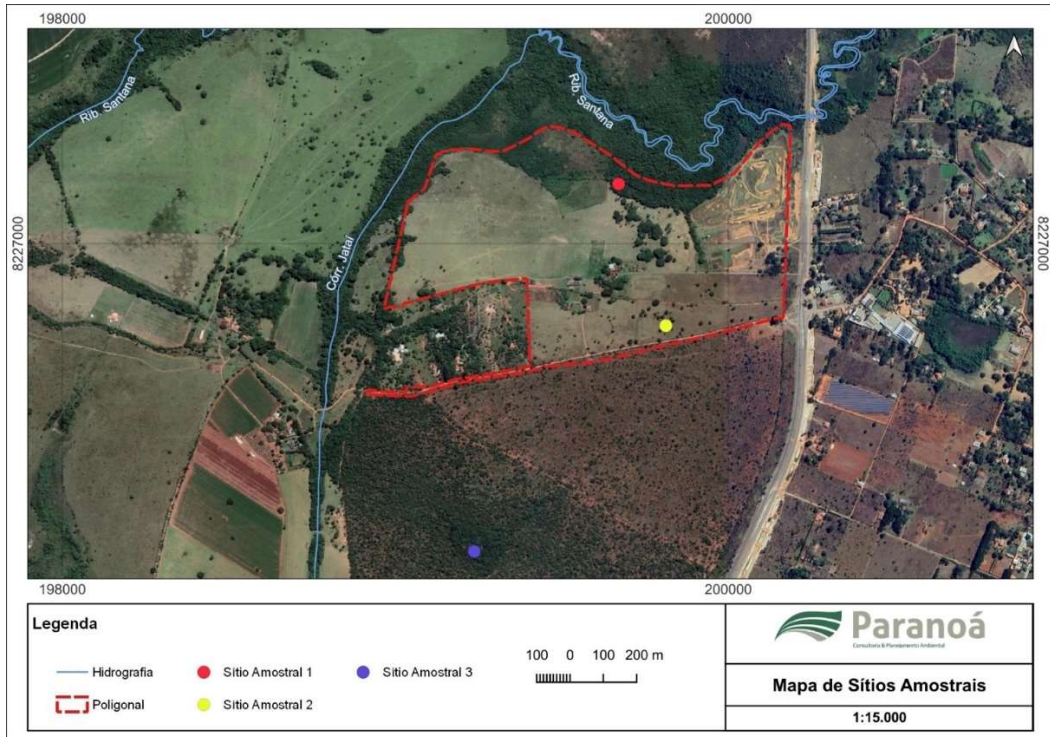 198000 200000
Rib. Santana
Rib. Santana
Córr. Jataí
8227000
8227000
198000 200000
Legenda
Hidrografia
Poligonal
Sítio Amostral 1
Sítio Amostral 2
Sítio Amostral 3
100 0 100 200 m
Paranoá
Consultoria & Planejamento Ambiental
Mapa de Sítios Amostrais
1:15.000